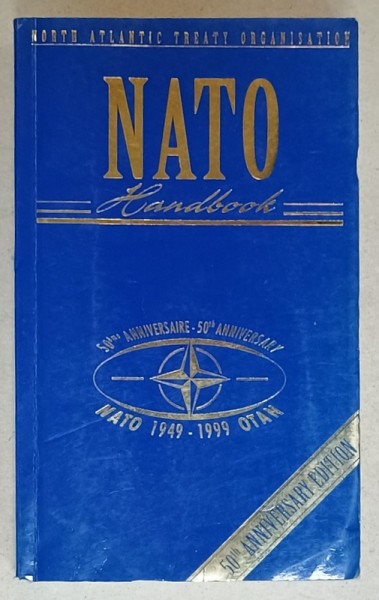 NORTH ATLANTIC TREATY ORGANISATION
NATO
Handbook
50ème ANNIVERSAIRE - 50th ANNIVERSARY
NATO 1949 - 1999 OTAN
50th ANNIVERSARY EDITION